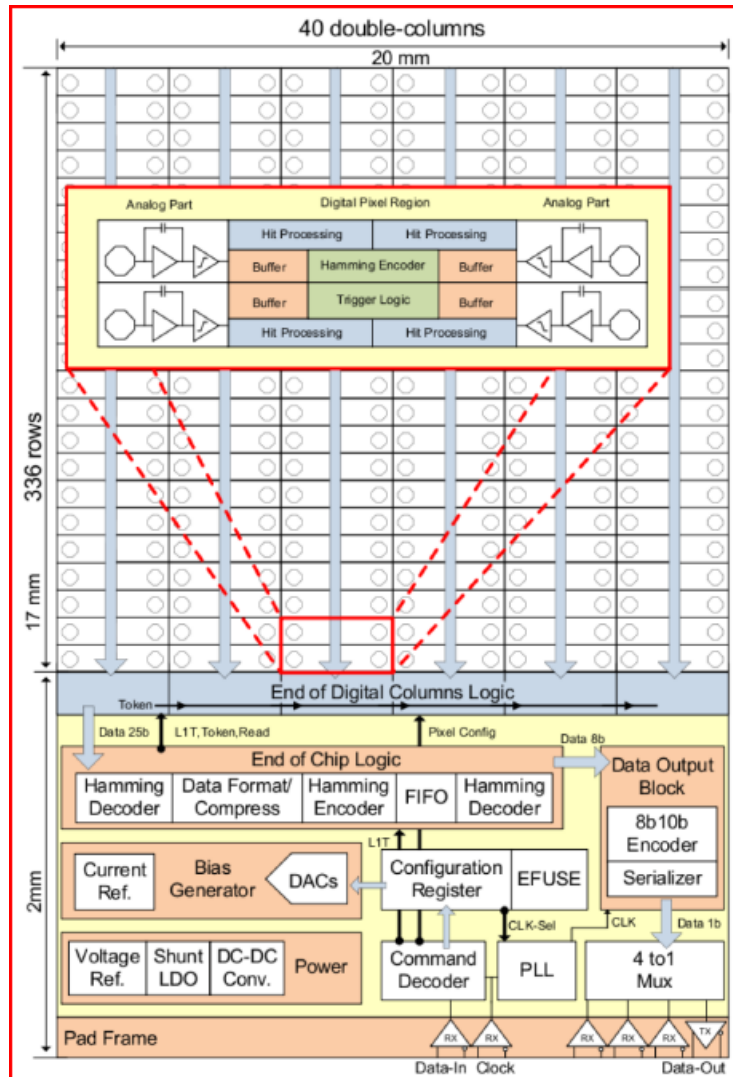 40 double-columns
20 mm
Analog Part Digital Pixel Region Analog Part
Hit Processing Hit Processing
Buffer Hamming Encoder Buffer
Buffer Trigger Logic Buffer
Hit Processing Hit Processing
336 rows
17 mm
End of Digital Columns Logic
Token
Data 25b L1T,Token,Read Pixel Config Data 8b
End of Chip Logic
Hamming Decoder
Data Format/ Compress
Hamming Encoder
FIFO
Hamming Decoder
Data Output
Block
8b10b
Encoder
Serializer
L1T
2mm
Current
Ref.
Bias
Generator
DACs
Configuration
Register
EFUSE
CLK-Sel
CLK
Data 1b
Voltage
Ref.
Shunt
LDO
DC-DC
Conv.
Power
Command
Decoder
PLL
4 to1
Mux
Pad Frame
RX RX RX RX RX TX
Data-In Clock Data-Out